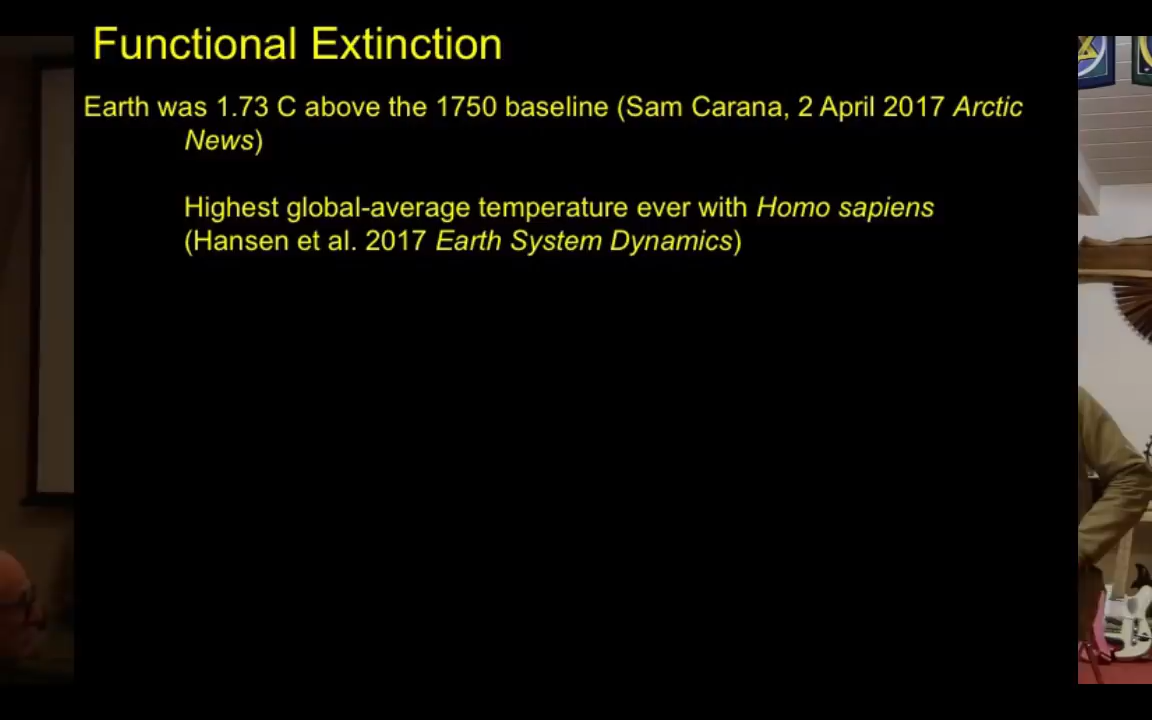 Functional Extinction
Earth was 1.73 C above the 1750 baseline (Sam Carana, 2 April 2017 Arctic
News)
Highest global-average temperature ever with Homo sapiens
(Hansen et al. 2017 Earth System Dynamics)